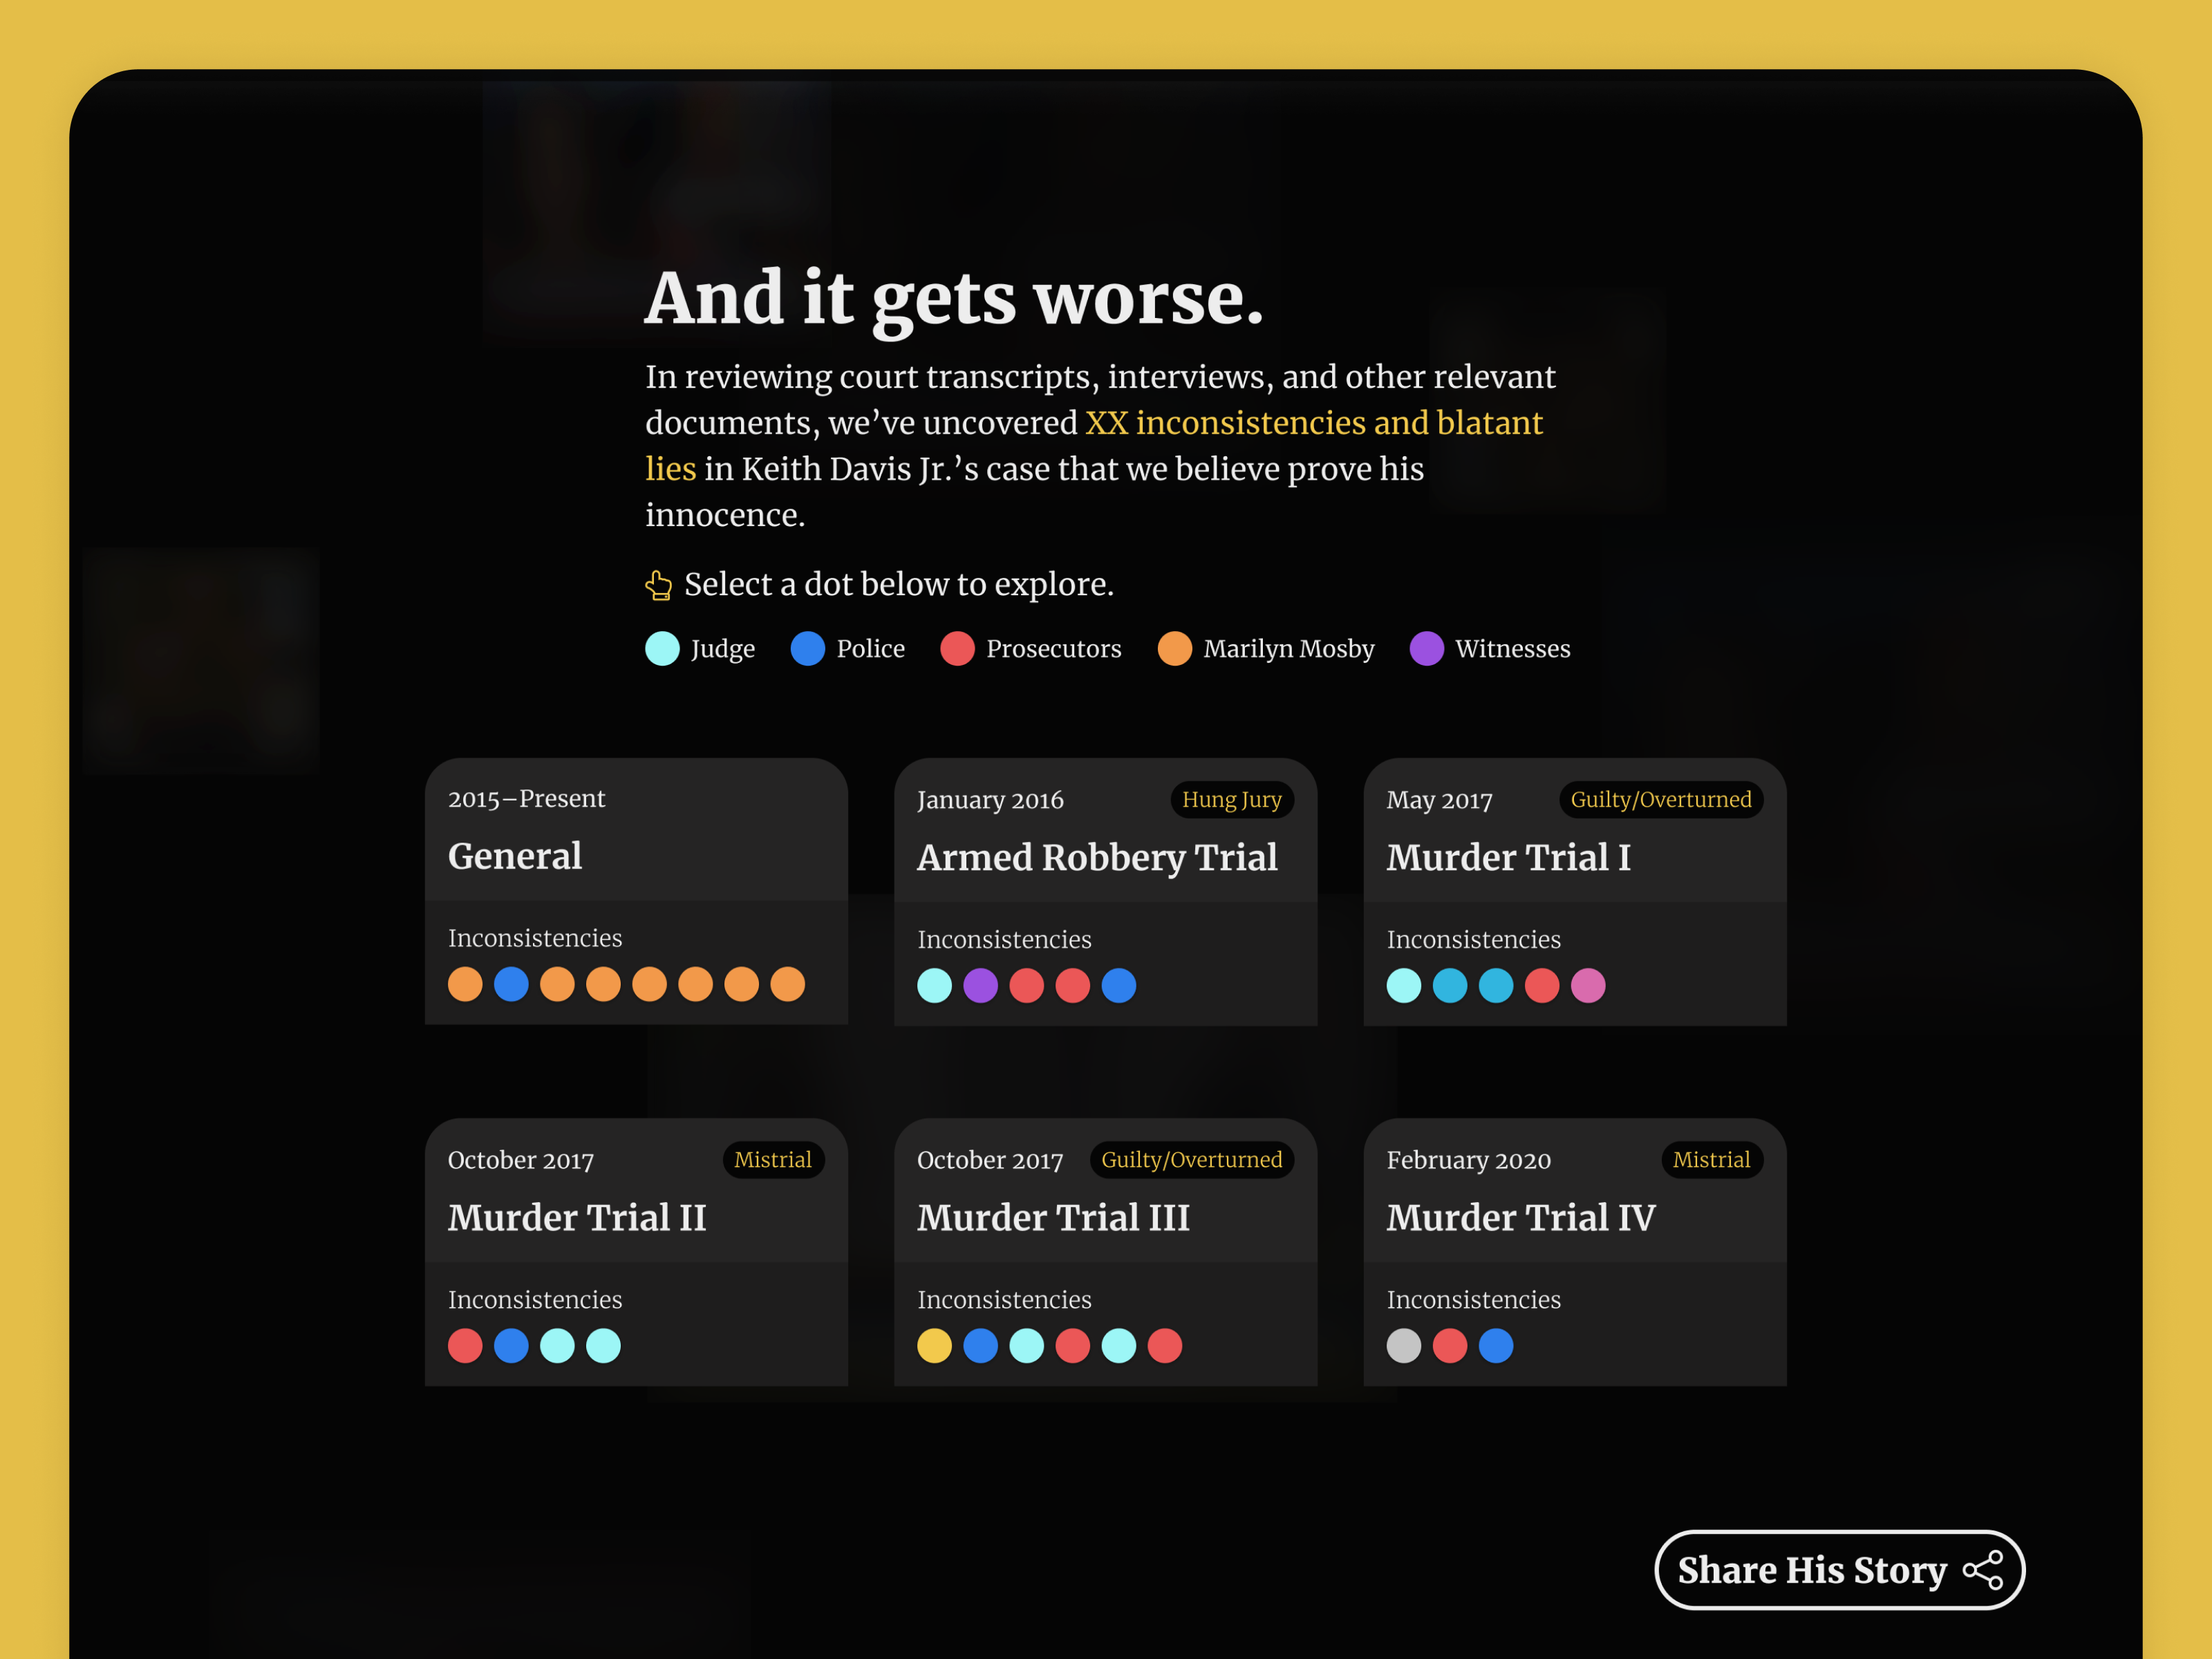 And it gets worse.
In reviewing court transcripts, interviews, and other relevant
documents, we’ve uncovered XX inconsistencies and blatant
lies in Keith Davis Jr.’s case that we believe prove his
innocence.
Select a dot below to explore.
Judge Police Prosecutors Marilyn Mosby Witnesses
2015–Present
General
Inconsistencies
January 2016 Hung Jury
Armed Robbery Trial
Inconsistencies
May 2017 Guilty/Overturned
Murder Trial I
Inconsistencies
October 2017 Mistrial
Murder Trial II
Inconsistencies
October 2017 Guilty/Overturned
Murder Trial III
Inconsistencies
February 2020 Mistrial
Murder Trial IV
Inconsistencies
Share His Story